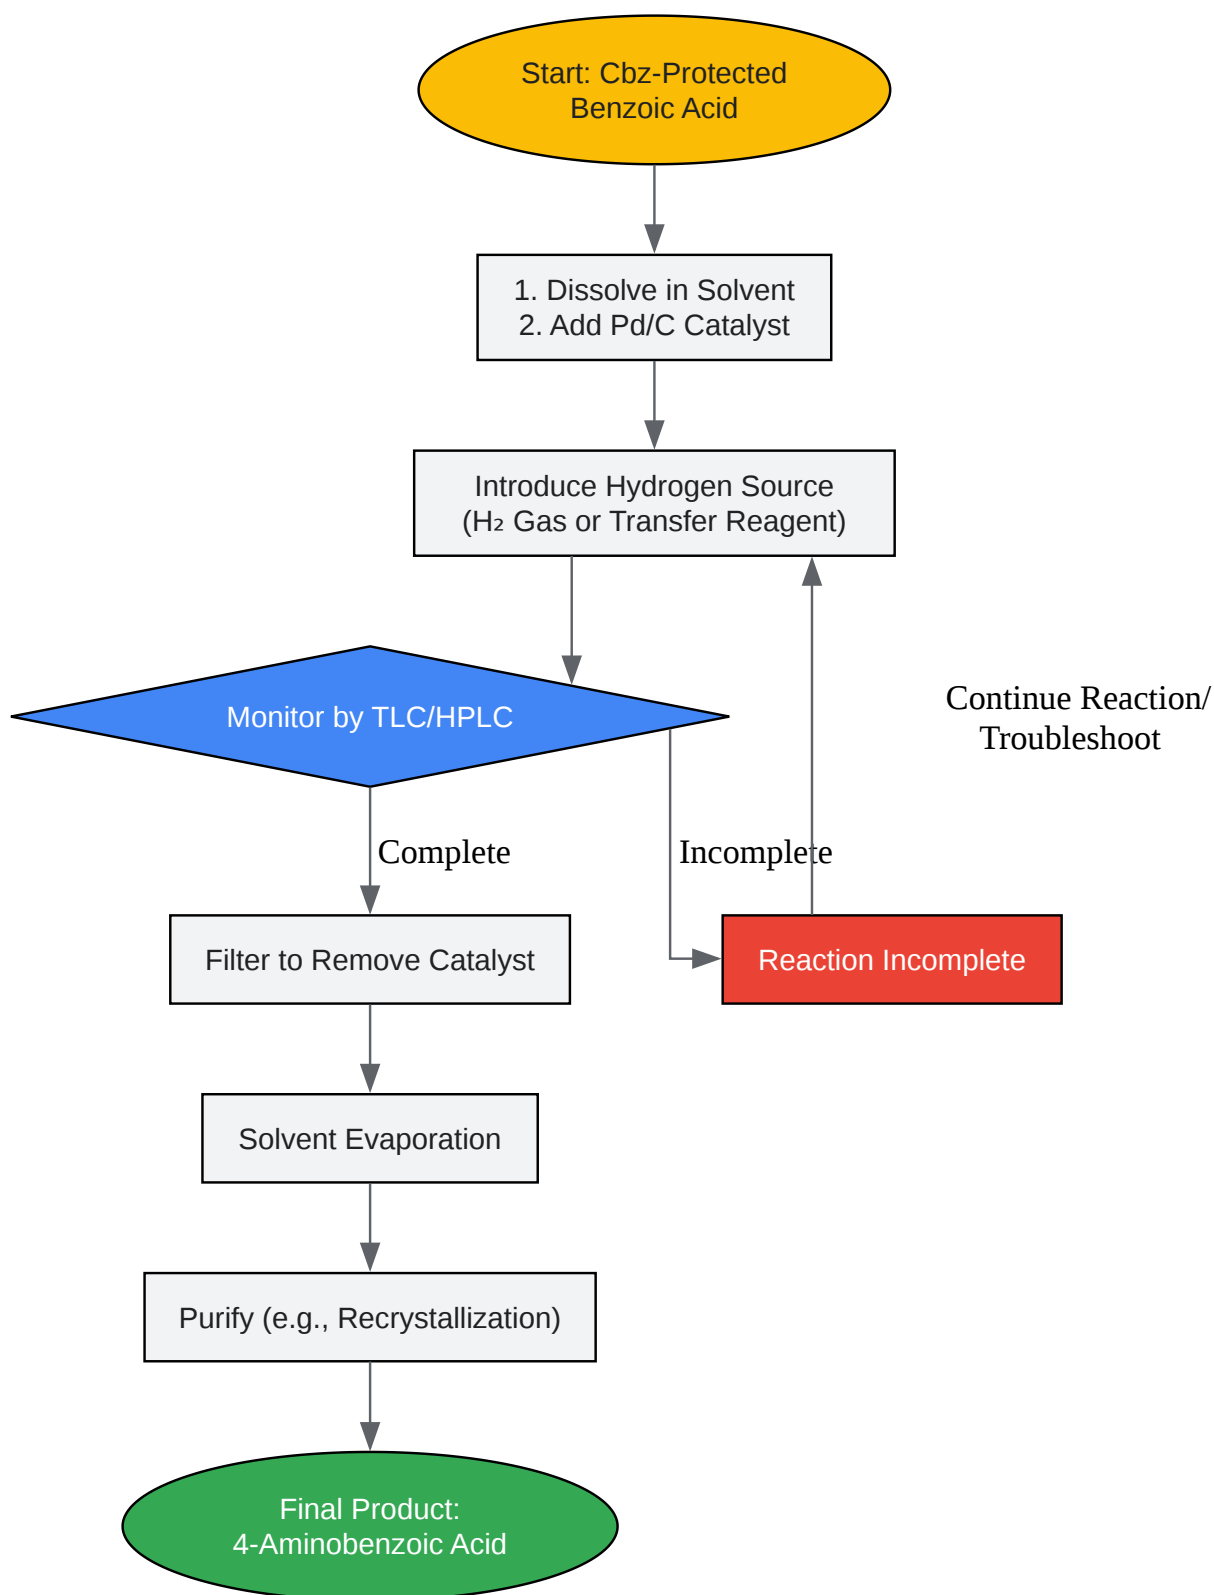 Start: Cbz-Protected
Benzoic Acid
1. Dissolve in Solvent
2. Add Pd/C Catalyst
Introduce Hydrogen Source
(H₂ Gas or Transfer Reagent)
Monitor by TLC/HPLC
Continue Reaction/
Troubleshoot
Complete
Incomplete
Filter to Remove Catalyst
Reaction Incomplete
Solvent Evaporation
Purify (e.g., Recrystallization)
Final Product:
4-Aminobenzoic Acid